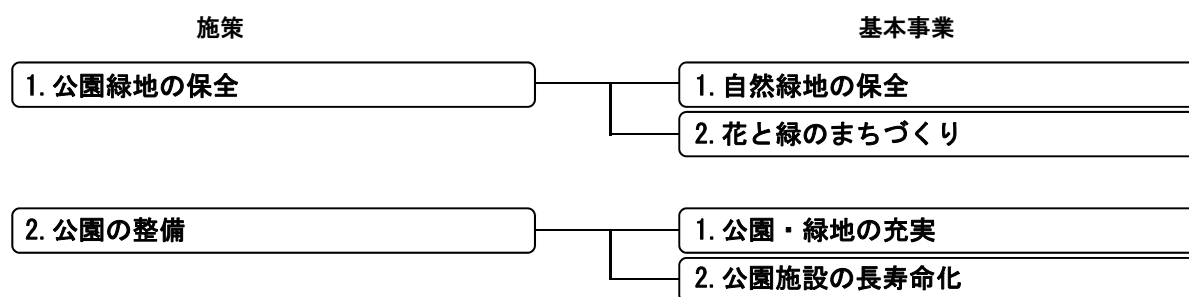 施策
基本事業
1. 公園緑地の保全
1. 自然緑地の保全
2. 花と緑のまちづくり
2. 公園の整備
1. 公園・緑地の充実
2. 公園施設の長寿命化